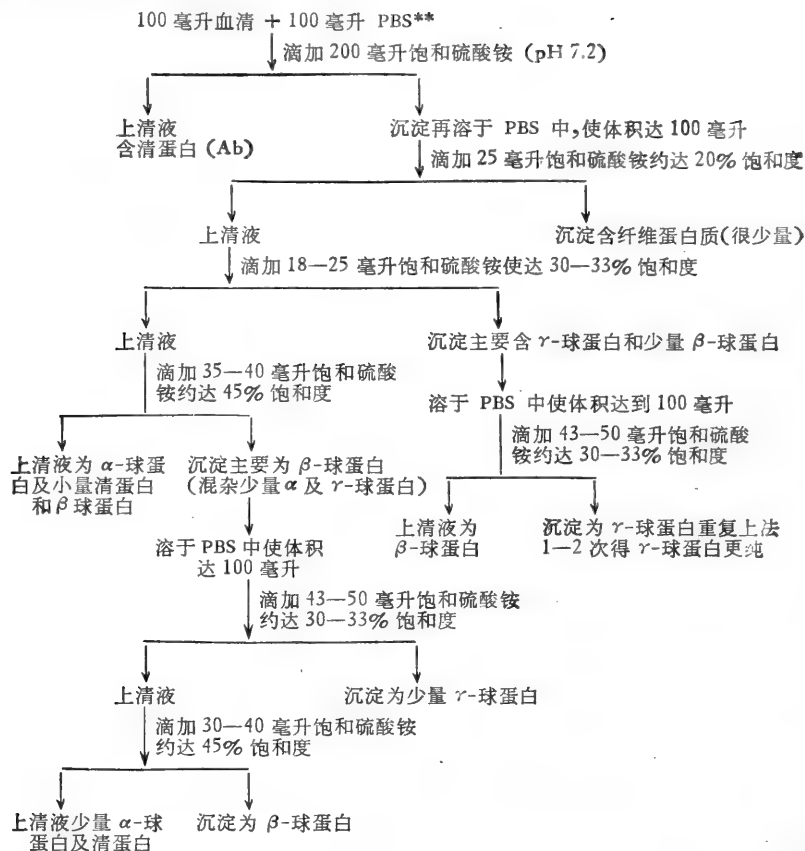 100 毫升血清 + 100 毫升 PBS**
滴加 200 毫升饱和硫酸铵 (pH 7.2)
上清液
含清蛋白 (Ab)
沉淀再溶于 PBS 中,使体积达 100 毫升
滴加 25 毫升饱和硫酸铵约达 20% 饱和度
上清液
沉淀含纤维蛋白质(很少量)
滴加 18—25 毫升饱和硫酸铵使达 30—33% 饱和度
上清液
沉淀主要含 γ-球蛋白和少量 β-球蛋白
滴加 35—40 毫升饱和硫酸
铵约达 45% 饱和度
溶于 PBS 中使体积达到 100 毫升
滴加 43—50 毫升饱和硫酸
铵约达 30—33% 饱和度
上清液为 α-球蛋
白及小量清蛋白
和 β 球蛋白
沉淀主要为 β-球蛋白
(混杂少量 α 及 γ-球蛋白)
上清液为
β-球蛋白
沉淀为 γ-球蛋白重复上法
1—2 次得 γ-球蛋白更纯
溶于 PBS 中使体积
达 100 毫升
滴加 43—50 毫升饱和硫酸铵
约达 30—33% 饱和度
上清液
沉淀为少量 γ-球蛋白
滴加 30—40 毫升饱和硫酸铵
约达 45% 饱和度
上清液少量 α-球
蛋白及清蛋白
沉淀为 β-球蛋白